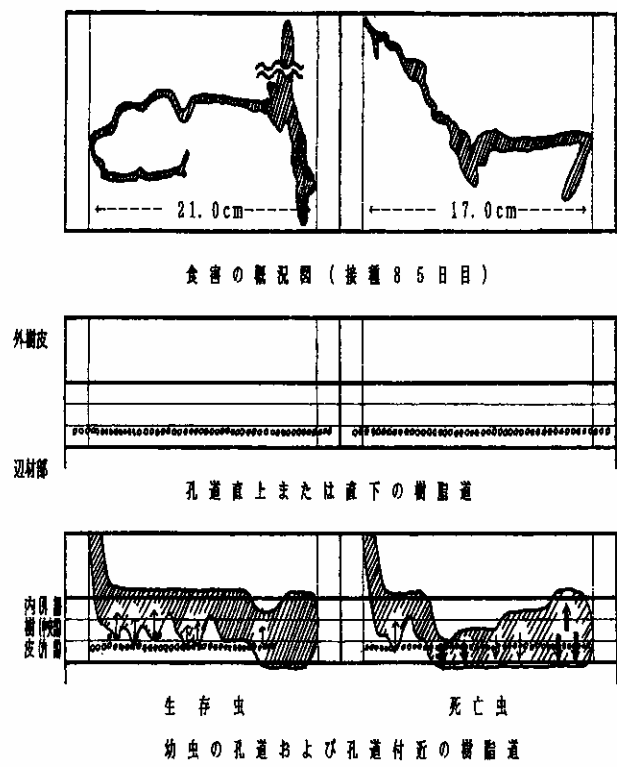 21.0cm
17.0cm
食害の概況図(接種85日目)
外樹皮
辺材部
孔道直上または直下の樹脂道
内
樹
皮
生存虫
死亡虫
幼虫の孔道および孔道付近の樹脂道